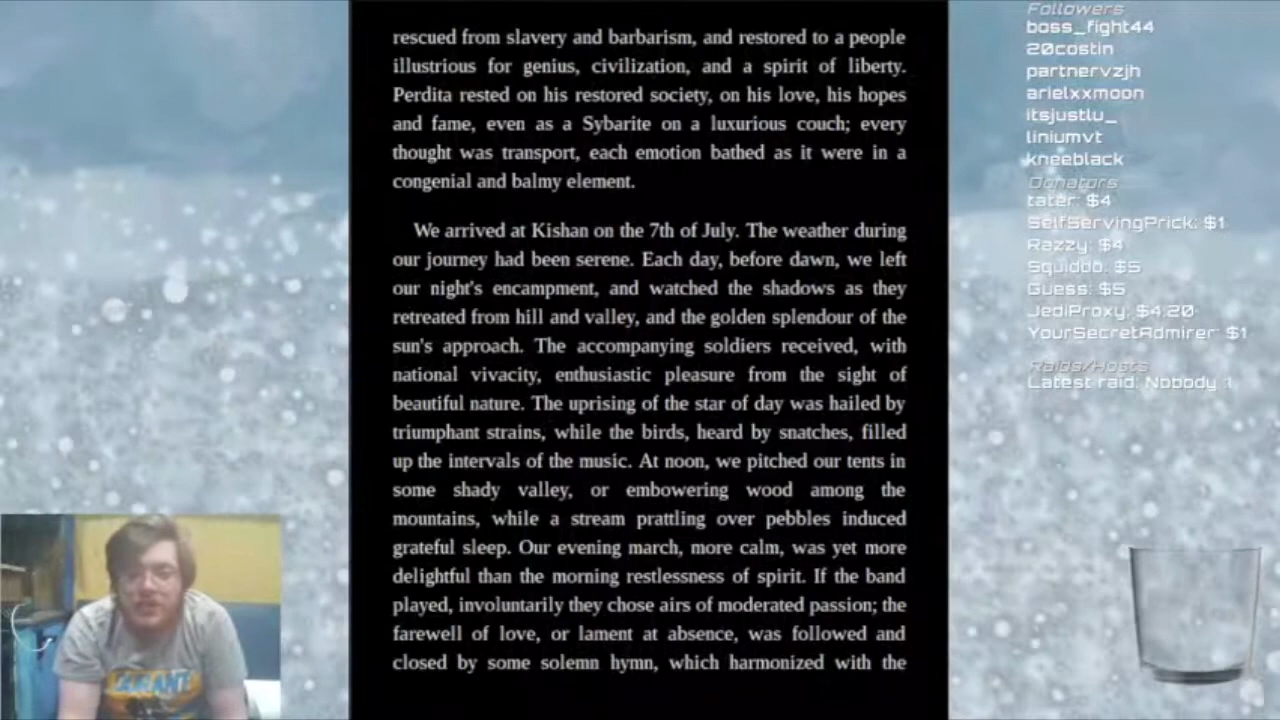 rescued from slavery and barbarism, and restored to a people
illustrious for genius, civilization, and a spirit of liberty.
Perdita rested on his restored society, on his love, his hopes
and fame, even as a Sybarite on a luxurious couch; every
thought was transport, each emotion bathed as it were in a
congenial and balmy element.
We arrived at Kishan on the 7th of July. The weather during
our journey had been serene. Each day, before dawn, we left
our night's encampment, and watched the shadows as they
retreated from hill and valley, and the golden splendour of the
sun's approach. The accompanying soldiers received, with
national vivacity, enthusiastic pleasure from the sight of
beautiful nature. The uprising of the star of day was hailed by
triumphant strains, while the birds, heard by snatches, filled
up the intervals of the music. At noon, we pitched our tents in
some shady valley, or embowering wood among the
mountains, while a stream prattling over pebbles induced
grateful sleep. Our evening march, more calm, was yet more
delightful than the morning restlessness of spirit. If the band
played, involuntarily they chose airs of moderated passion; the
farewell of love, or lament at absence, was followed and
closed by some solemn hymn, which harmonized with the
Followers
boss_fight44
20costin
partnervzjh
arielxxmoon
itsjustlu_
liniumvt
kneeblack
Donators
tater: $4
SelfServingPrick: $1
Razzy: $4
Squiddo: $5
Guess: $5
JediProxy: $4.20
YourSecretAdmirer: $1
Raids/Hosts
Latest raid: Nobody :(